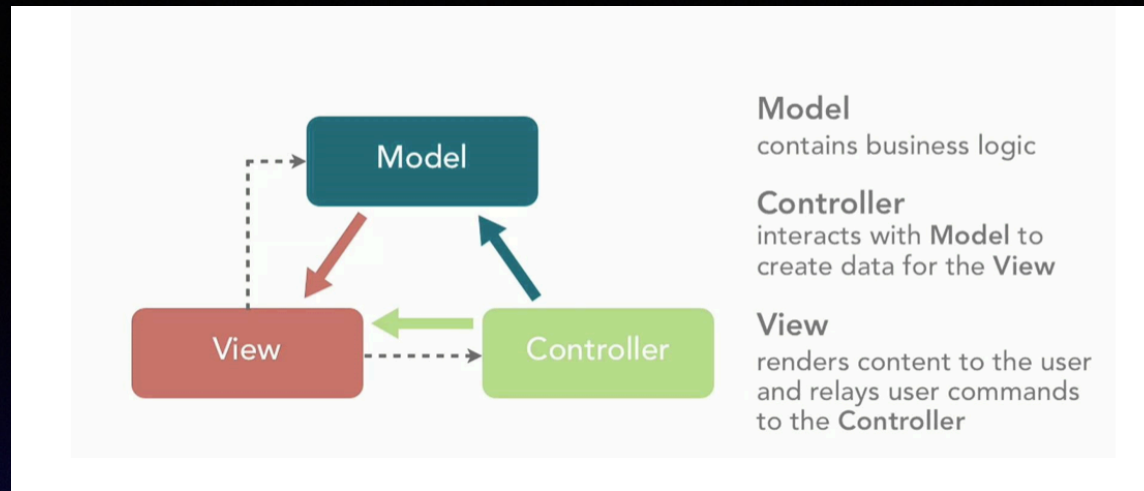 Model
View
Controller
Model
contains business logic
Controller
interacts with Model to
create data for the View
View
renders content to the user
and relays user commands
to the Controller